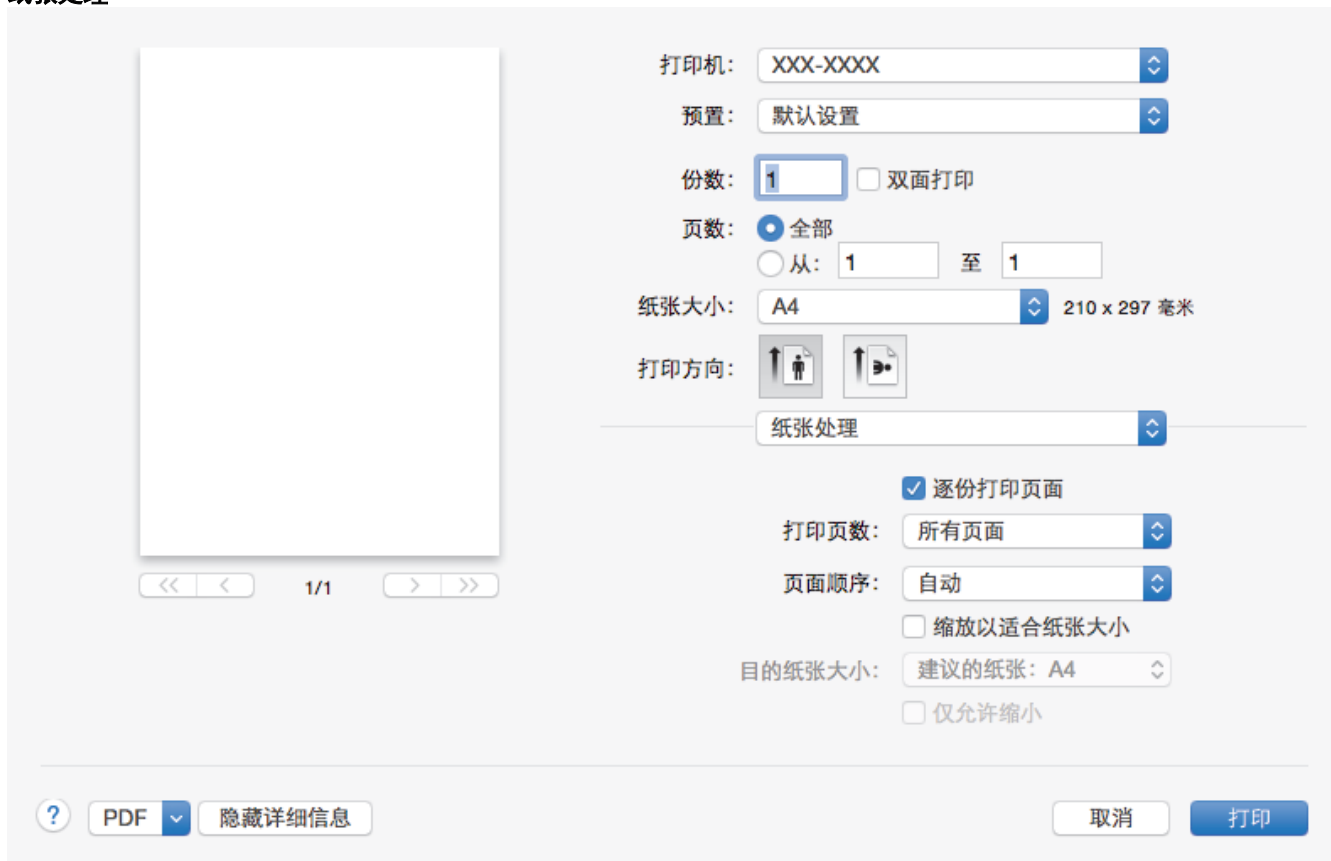 纸张处理
打印机: XXX-XXXX
预置: 默认设置
份数: 1 双面打印
页数: 全部
从: 1 至 1
纸张大小: A4 210 x 297 毫米
打印方向:
纸张处理
逐份打印页面
打印页数: 所有页面
页面顺序: 自动
缩放以适合纸张大小
目的纸张大小: 建议的纸张: A4
仅允许缩小
<< < 1/1 > >>
? PDF 隐藏详细信息 取消 打印